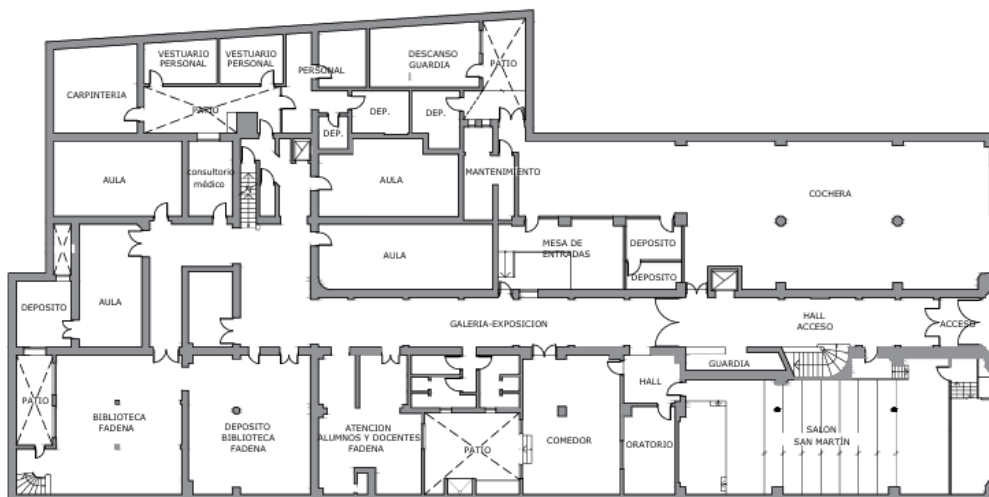 VESTUARIO
PERSONAL
VESTUARIO
PERSONAL
PERSONAL
DESCANSO
GUARDIA
PATIO
CARPINTERIA
PATIO
DEP.
DEP.
DEP.
AULA
consultorio
médico
AULA
MANTENIMIENTO
COCHERA
AULA
MESA DE
ENTRADAS
DEPOSITO
DEPOSITO
DEPOSITO
AULA
GALERIA-EXPOSICION
HALL
ACCESO
ACCESO
GUARDIA
HALL
PATIO
BIBLIOTECA
FADENA
DEPOSITO
BIBLIOTECA
FADENA
ATENCION
ALUMNOS Y DOCENTES
FADENA
PATIO
COMEDOR
ORATORIO
SALON
SAN MARTÍN